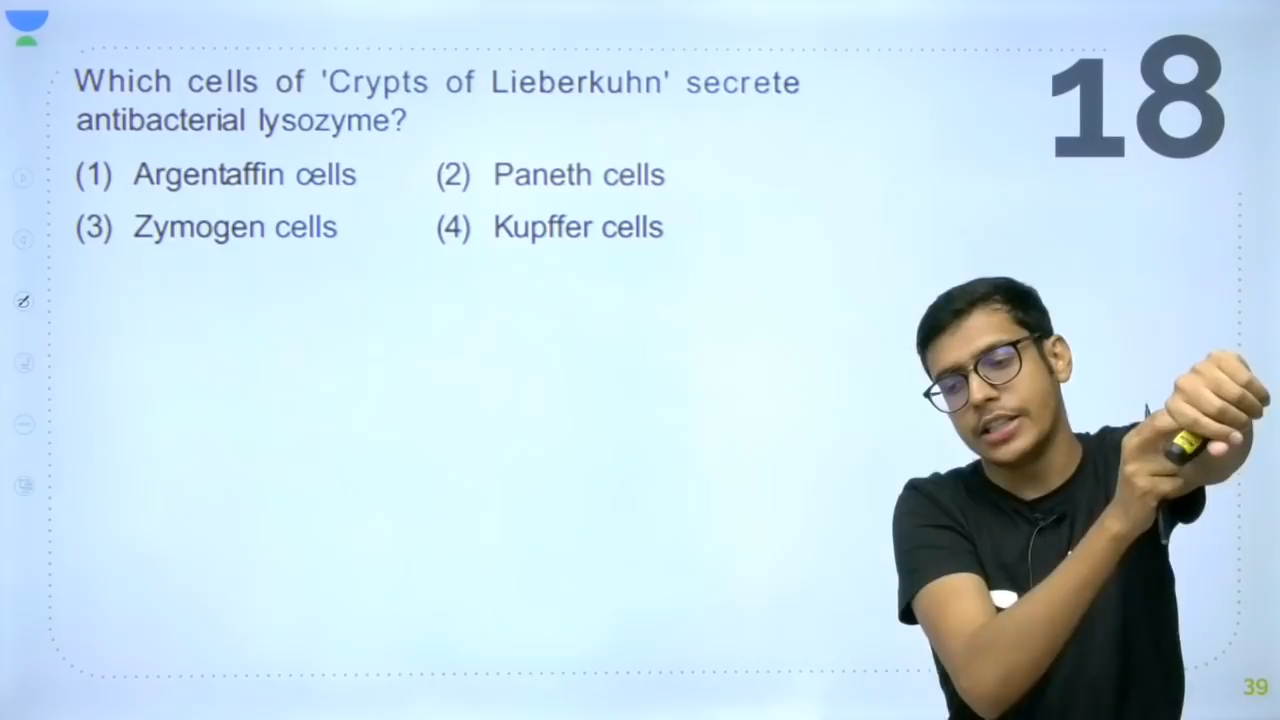 18
Which cells of 'Crypts of Lieberkuhn' secrete
antibacterial lysozyme?
(1) Argentaffin cells (2) Paneth cells
(3) Zymogen cells (4) Kupffer cells
39